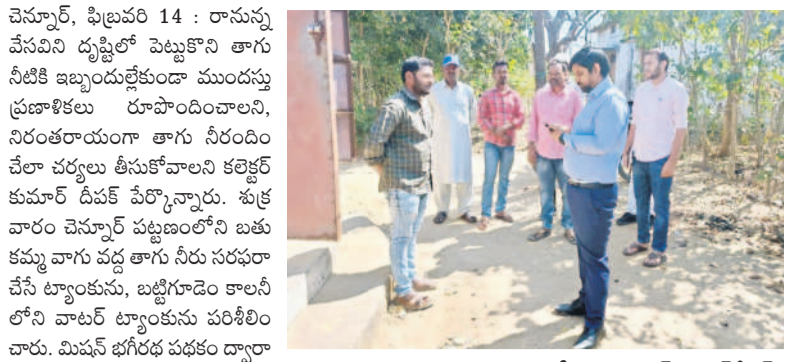 చెన్నూర్, ఫిబ్రవరి 14 : రానున్న
వేసవిని దృష్టిలో పెట్టుకొని తాగు
నీటికి ఇబ్బందుల్లేకుండా ముందస్తు
ప్రణాళికలు రూపొందించాలని,
నిరంతరాయంగా తాగు నీరందిం
చేలా చర్యలు తీసుకోవాలని కలెక్టర్
కుమార్ దీపక్ పేర్కొన్నారు. శుక్ర
వారం చెన్నూర్ పట్టణంలోని బతు
కమ్మ వాగు వద్ద తాగు నీరు సరఫరా
చేసే ట్యాంకును, బట్టిగూడెం కాలనీ
లోని వాటర్ ట్యాంకును పరిశీలిం
చారు. మిషన్ భగీరథ పథకం ద్వారా